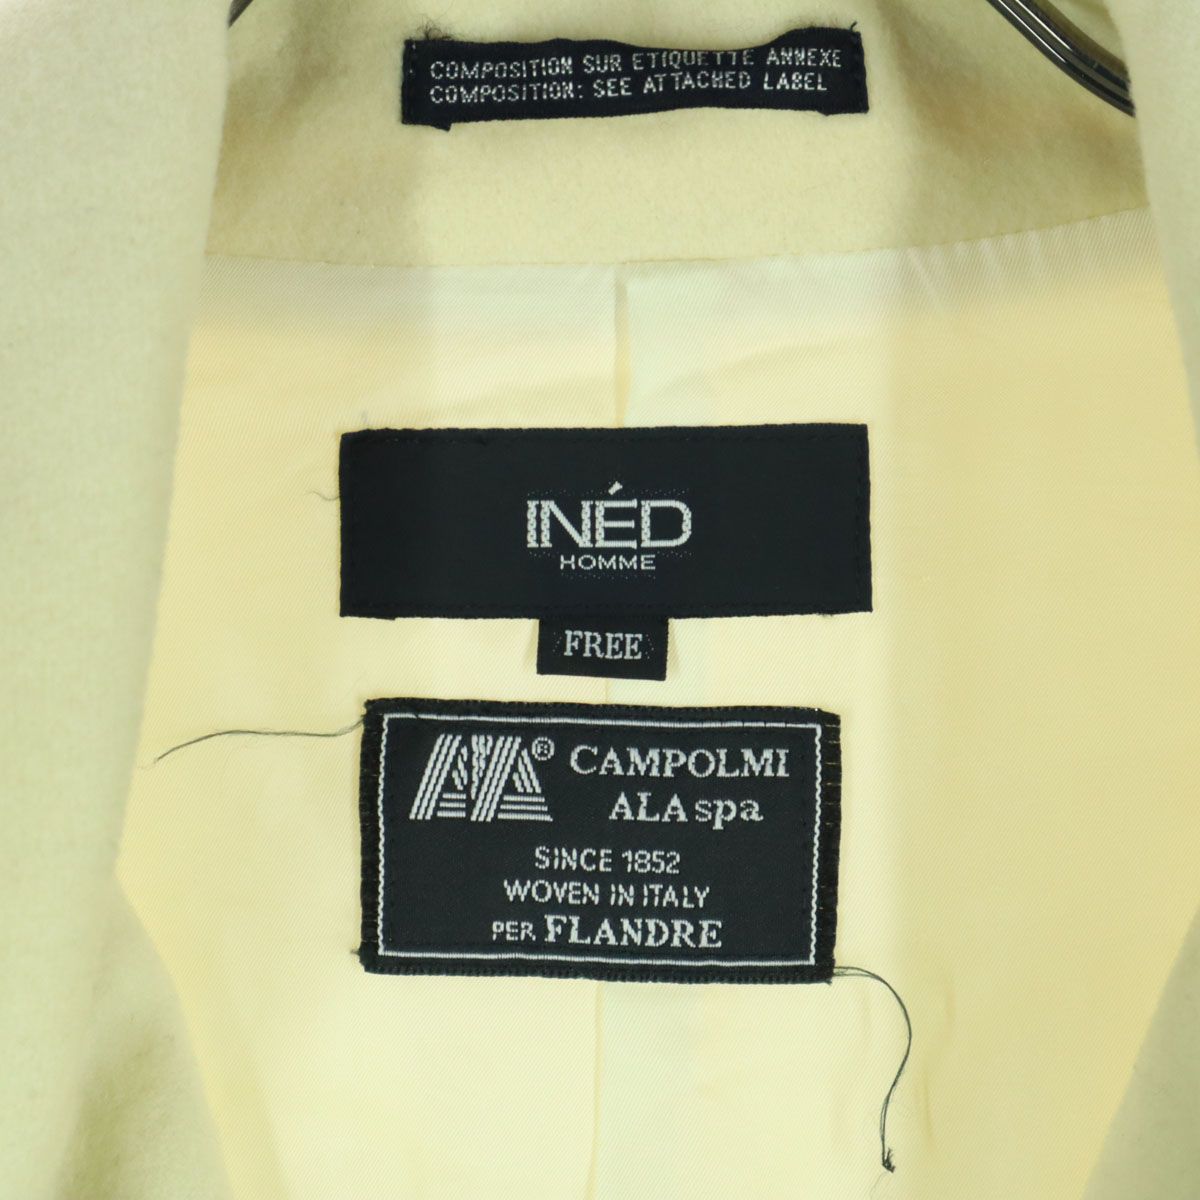 COMPOSITION SUR ETIQUETTE ANNEXE
COMPOSITION: SEE ATTACHED LABEL
INÉD
HOMME
FREE
® CAMPOLMI
ALA spa
SINCE 1852
WOVEN IN ITALY
PER FLANDRE